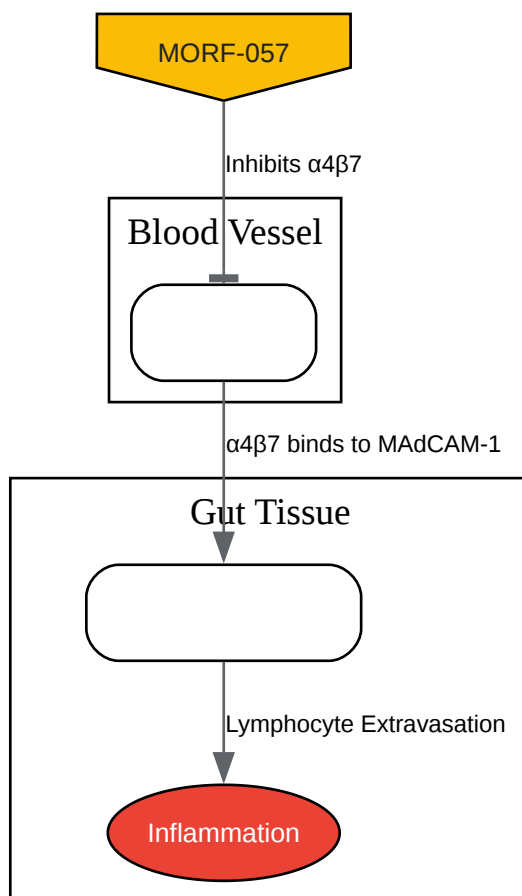 MORF-057
Inhibits α4β7
Blood Vessel
α4β7 binds to MAdCAM-1
Gut Tissue
Lymphocyte Extravasation
Inflammation